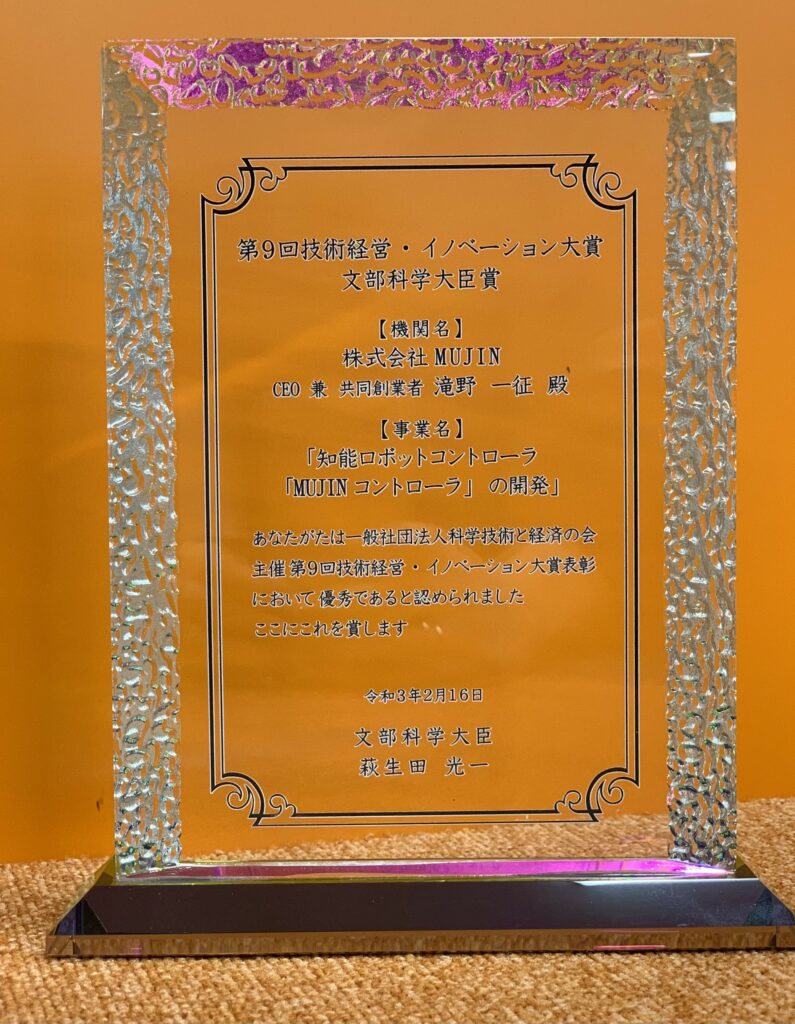 第9回技術経営・イノベーション大賞
文部科学大臣賞
【機関名】
株式会社 MUJIN
CEO 兼 共同創業者 滝野 一征 殿
【事業名】
「知能ロボットコントローラ
「MUJIN コントローラ」 の開発」
あなたがたは一般社団法人科学技術と経済の会
主催 第9回技術経営・イノベーション大賞表彰
において 優秀であると認められました
ここにこれを賞します
令和3年2月16日
文部科学大臣
萩生田 光一